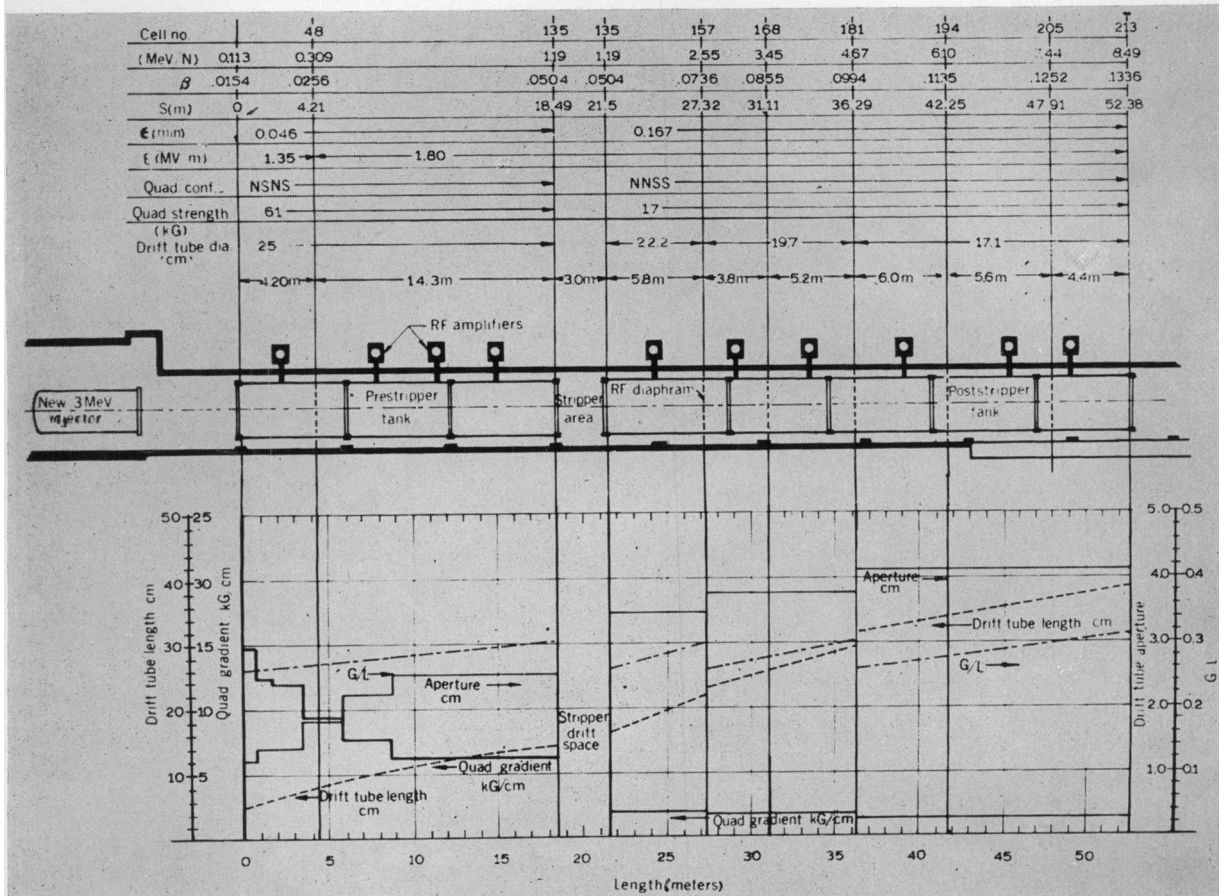 Cell no. 48 135 135 157 168 181 194 205 213
(MeV/N) 0.113 0.309 1.19 1.19 2.55 3.45 4.67 6.10 8.49
β .0154 .0256 .0504 .0504 .0736 .0855 .0994 .1135 .1252 .1336
S(m) 0 4.21 18.49 21.5 27.32 31.11 36.29 42.25 47.91 52.38
ϵ(min) 0.046 0.167
E(MV/m) 1.35 1.80
Quad conf. NSNS NNSS
Quad strength 61 17
(kG)
Drift tube dia. 25 22.2 19.7 17.1
(cm)
4.20m 14.3m 3.0m 5.8m 3.8m 5.2m 6.0m 5.6m 4.4m
RF amplifiers
New 3 MeV
Injector
Prestripper
tank
Stripper
area
RF diaphram
Poststripper
tank
50 25
40 30
30 15
20 10
10 5
Drift tube length cm
Quad gradient kG/cm
G/L
Aperture
cm
Quad gradient
kG/cm
Drift tube length
cm
Stripper
drift
space
Aperture
cm
Drift tube length cm
G/L
Quad gradient kG/cm
5.0 0.5
4.0 0.4
3.0 0.3
2.0 0.2
1.0 0.1
Drift tube aperture
G/L
0 5 10 15 20 25 30 35 40 45 50
Length(meters)